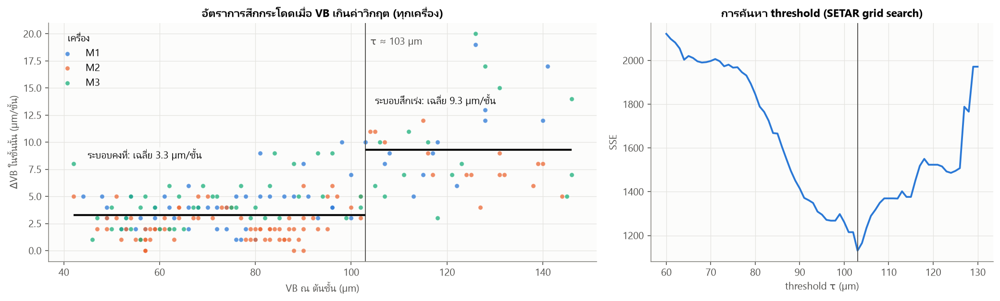 อัตราการสึกกระโดดเมื่อ VB เกินค่าวิกฤต (ทุกเครื่อง)
ΔVB ในชิ้นนั้น (μm/ชิ้น)
20.0
17.5
15.0
12.5
10.0
7.5
5.0
2.5
0.0
เครื่อง
M1
M2
M3
τ ≈ 103 μm
ระบอบสึกเร่ง: เฉลี่ย 9.3 μm/ชิ้น
ระบอบคงที่: เฉลี่ย 3.3 μm/ชิ้น
40 60 80 100 120 140
VB ณ ต้นชิ้น (μm)
การค้นหา threshold (SETAR grid search)
SSE
2000
1800
1600
1400
1200
60 70 80 90 100 110 120 130
threshold τ (μm)